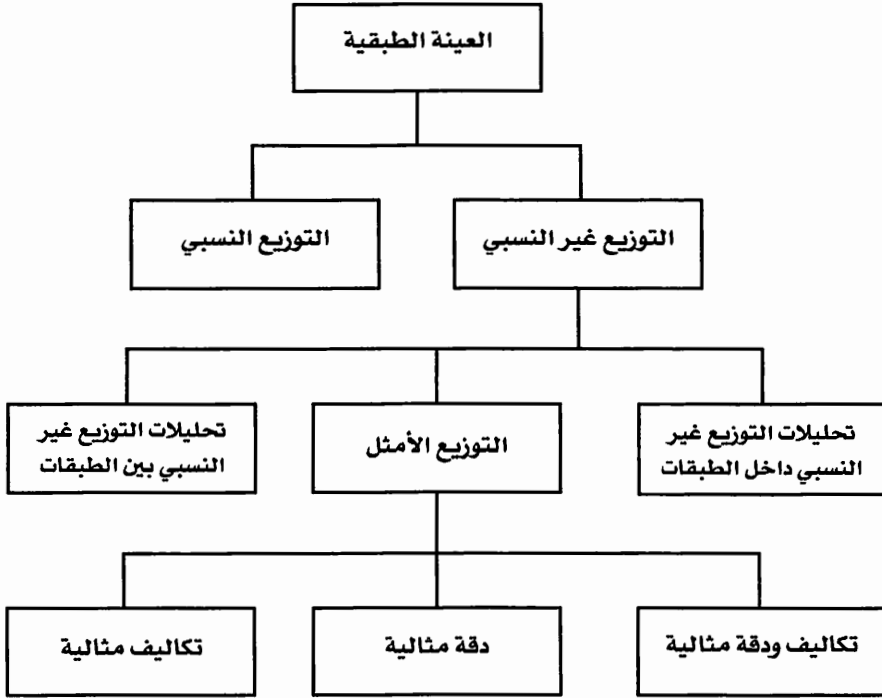 العينة الطبقية
التوزيع غير النسبي
التوزيع النسبي
تحليلات التوزيع غير
النسبي داخل الطبقات
التوزيع الأمثل
تحليلات التوزيع غير
النسبي بين الطبقات
تكاليف ودقة مثالية
دقة مثالية
تكاليف مثالية